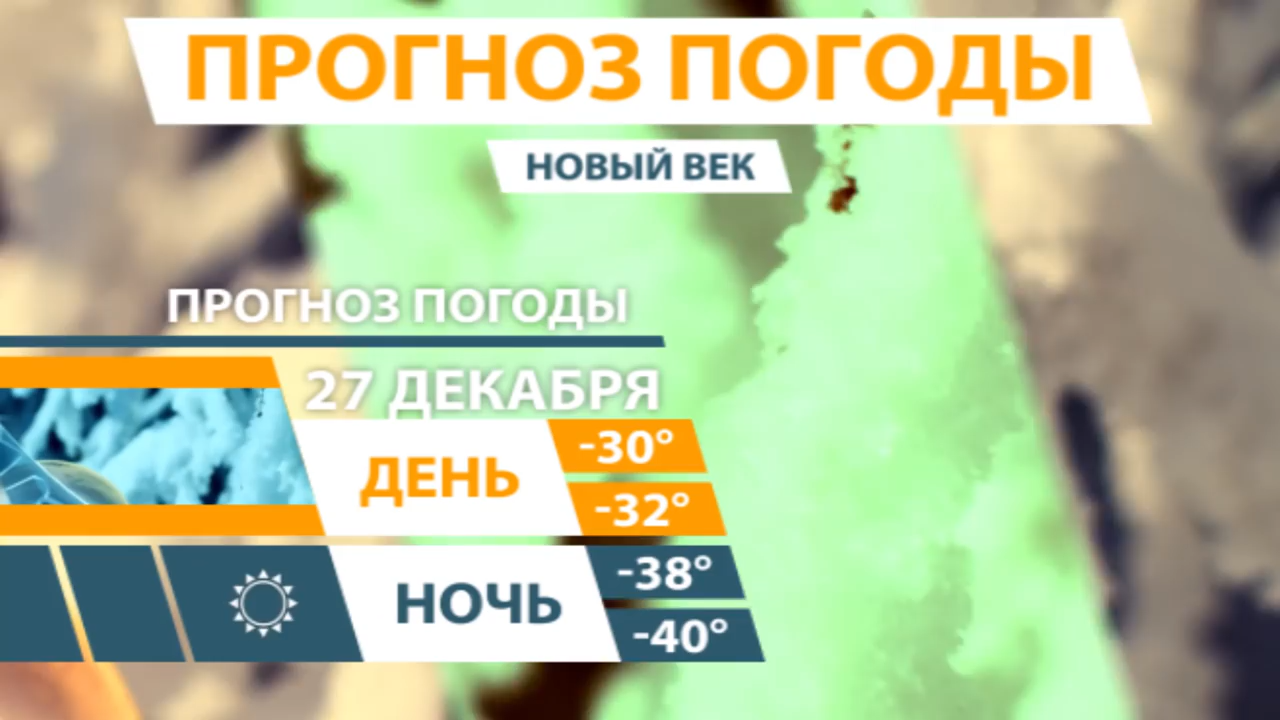 ПРОГНОЗ ПОГОДЫ
НОВЫЙ ВЕК
ПРОГНОЗ ПОГОДЫ
27 ДЕКАБРЯ
ДЕНЬ
-30°
-32°
НОЧЬ
-38°
-40°